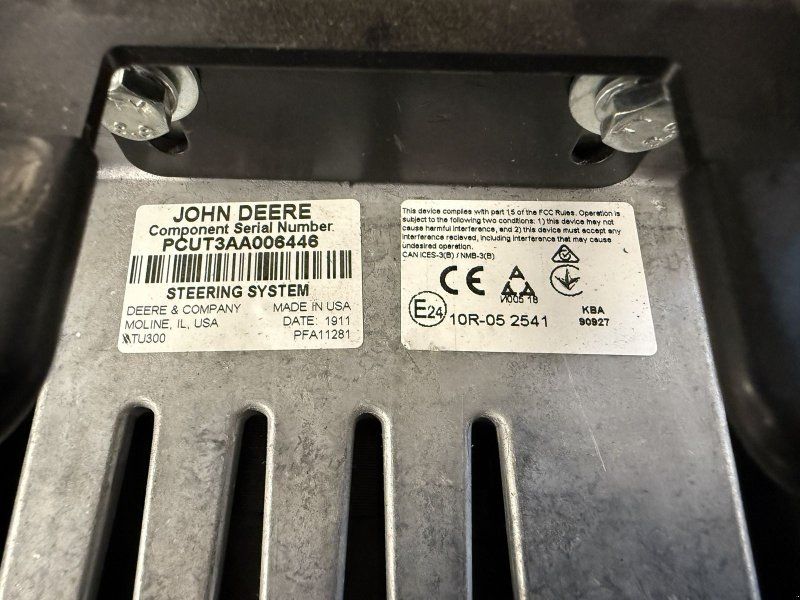 JOHN DEERE
Component Serial Number.
PCUT3AA006446
STEERING SYSTEM
DEERE & COMPANY MADE IN USA
MOLINE, IL, USA DATE: 1911
ATU300 PFA11281
This device complies with part 15 of the FCC Rules. Operation is
subject to the following two conditions: 1) this device may not
cause harmful interference, and 2) this device must accept any
interference recieved, including interference that may cause
undesired operation.
CAN ICES-3(B) / NMB-3(B)
CE
И005 18
E24 10R-05 2541
KBA
90927